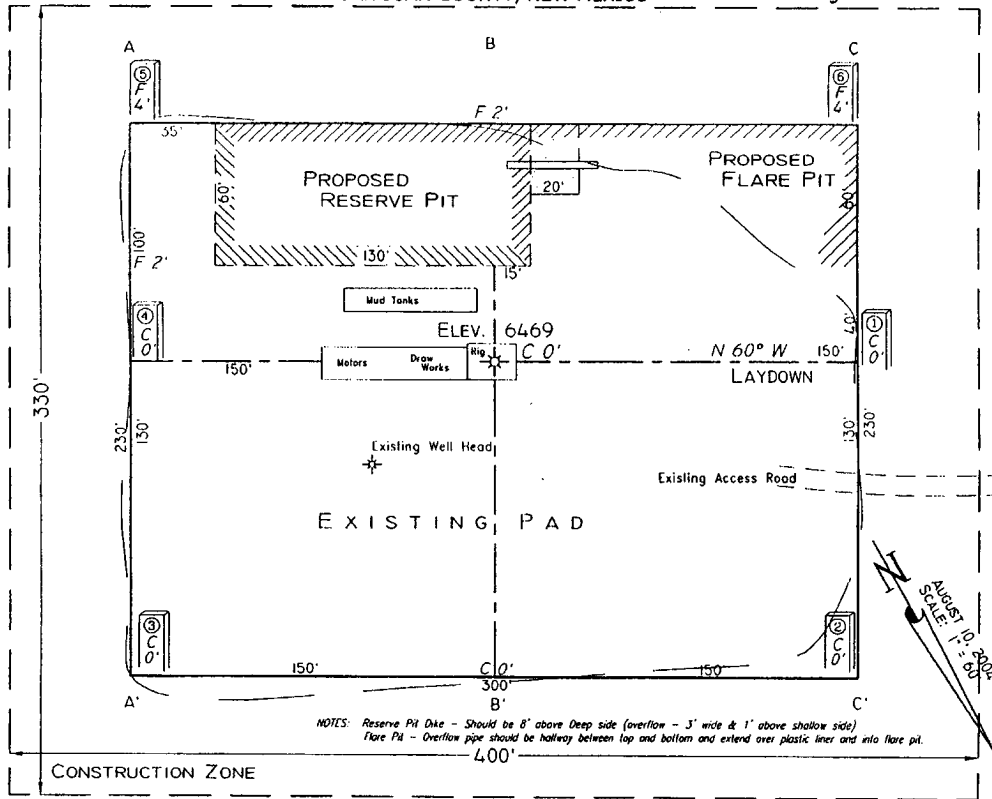 A
B
C
⑤
F
4'
⑥
F
4'
F 2'
60'
PROPOSED
RESERVE PIT
20'
PROPOSED
FLARE PIT
60'
100'
F 2'
130'
15'
④
C
0'
Mud Tanks
ELEV. 6469
40'
①
C
0'
150'
Motors
Draw
Works
Rig
C 0'
N 60° W
150'
LAYDOWN
330'
230'
130'
130'
230'
Existing Well Head
Existing Access Road
EXISTING PAD
N
AUGUST 10, 2004
SCALE: 1" = 60'
③
C
0'
②
C
0'
150'
C 0'
150'
300'
A'
B'
C'
NOTES: Reserve Pit Dike - Should be 8' above Deep side (overflow - 3' wide & 1' above shallow side)
Flare Pit - Overflow pipe should be halfway between top and bottom and extend over plastic liner and into flare pit.
400'
CONSTRUCTION ZONE